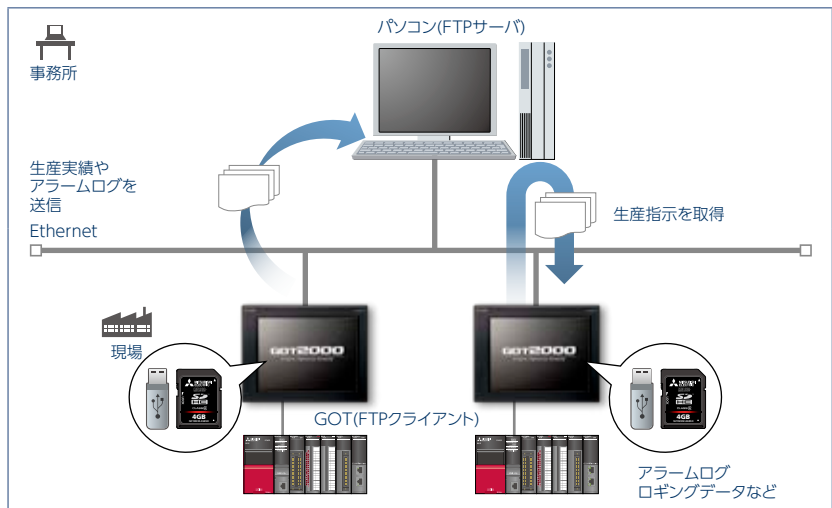 パソコン(FTPサーバ)
事務所
生産実績や
アラームログを
送信
生産指示を取得
Ethernet
現場
GOT2000
GOT2000
4GB
4GB
GOT(FTPクライアント)
アラームログ
ロギングデータなど